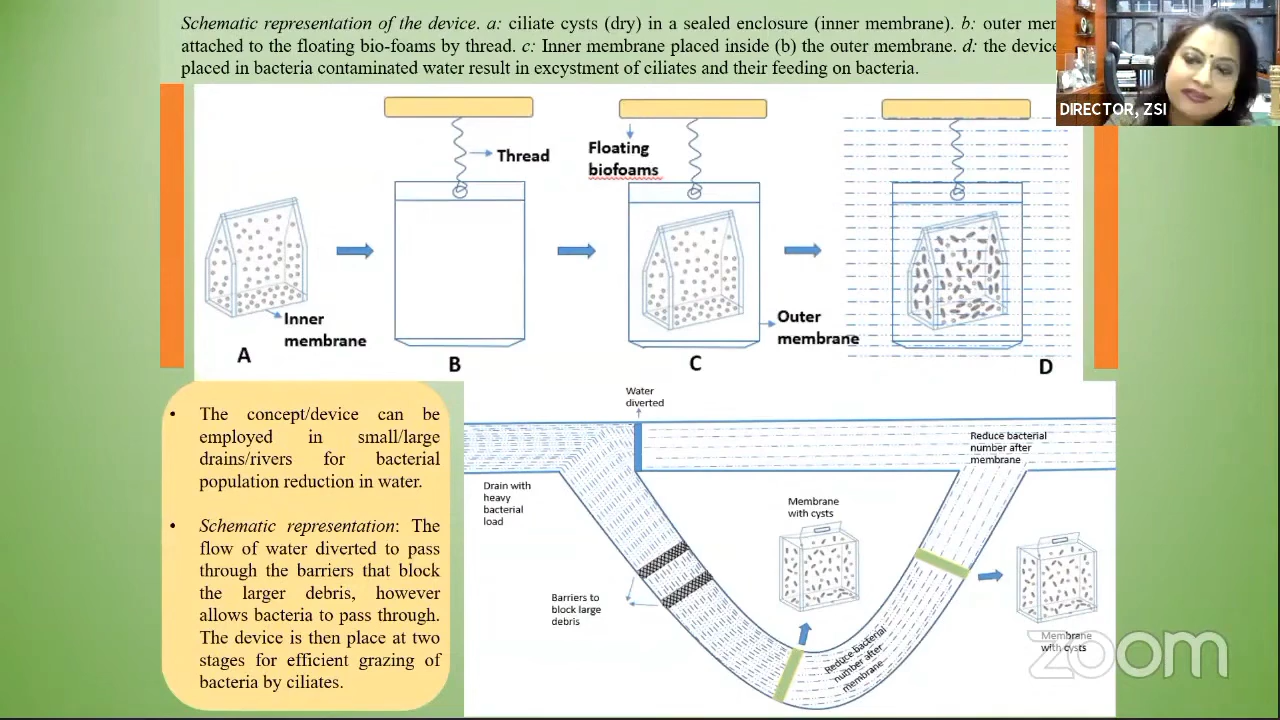 Schematic representation of the device. a: ciliate cysts (dry) in a sealed enclosure (inner membrane). b: outer
attached to the floating bio-foams by thread. c: Inner membrane placed inside (b) the outer membrane. d: the device
placed in bacteria contaminated water result in excystment of ciliates and their feeding on bacteria.
DIRECTOR, ZSI
Thread
Floating
biofoams
Inner
membrane
Outer
membrane
A
B
C
D
• The concept/device can be
employed in small/large
drains/rivers for bacterial
population reduction in water.
• Schematic representation: The
flow of water diverted to pass
through the barriers that block
the larger debris, however
allows bacteria to pass through.
The device is then place at two
stages for efficient grazing of
bacteria by ciliates.
Water
diverted
Reduce bacterial
number after
membrane
Drain with
heavy
bacterial
load
Membrane
with cysts
Barriers to
block large
debris
Reduce bacterial
number after
membrane
Membrane
with cysts
zoom